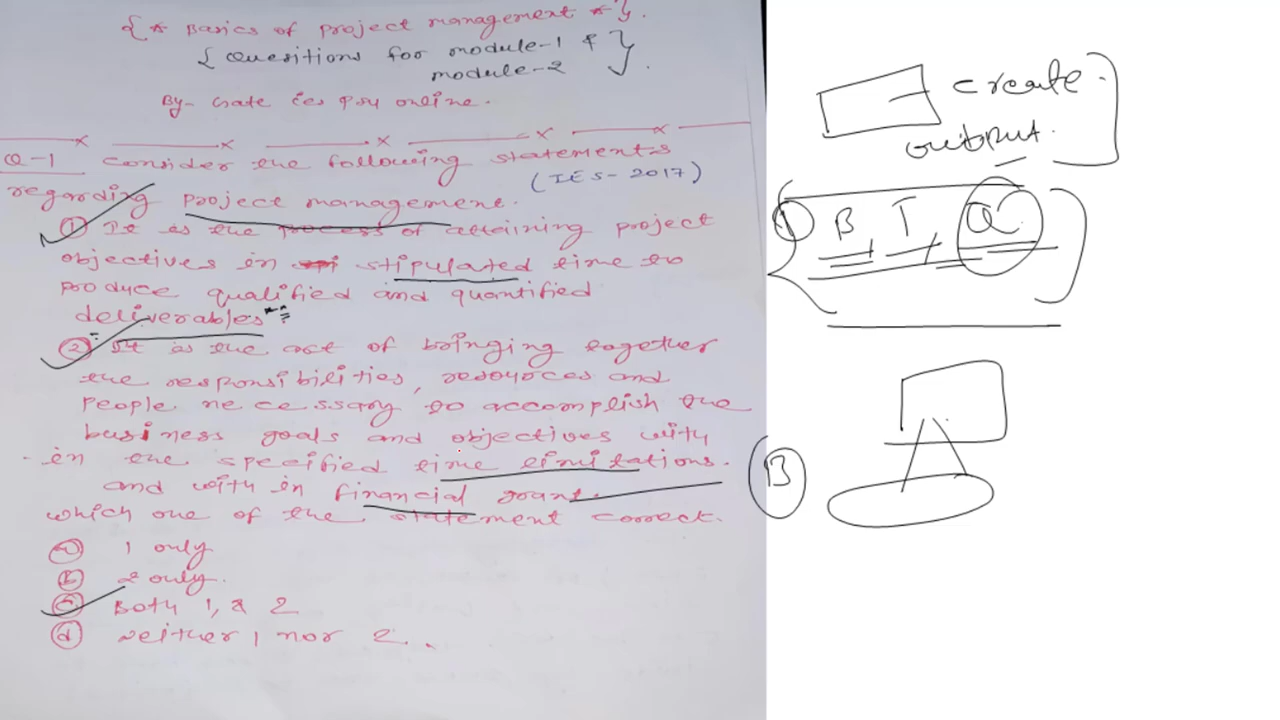 {* Basics of project management *}.
{ Quesitions for module-1 &
module-2 }.
By- Gate ies Psu online.
Q-1 Consider the following statements
regarding project management. (IES-2017)
① It is the process of attaining project
objectives in stipulated time to
produce qualified and quantified
deliverables
② It is the art of bringing together
the responsibilities, resources and
People necessary to accomplish the
business goals and objectives with
in the specified time limitations.
and with in financial grant.
which one of the statement correct.
ⓐ 1 only
ⓑ 2 only.
ⓒ Both 1, & 2
ⓓ neither 1 nor 2.
create
output.
① B, T, Q
B